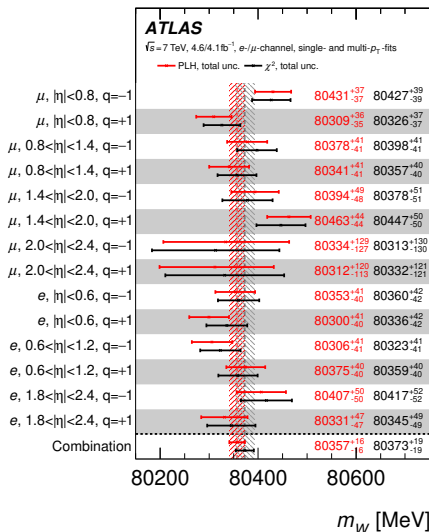 ATLAS
√s = 7 TeV, 4.6/4.1 fb⁻¹, e-/μ-channel, single- and multi-p_T-fits
PLH, total unc. χ², total unc.
μ, |η|<0.8, q=−1 80431 +37 −37 80427 +39 −39
μ, |η|<0.8, q=+1 80309 +36 −35 80326 +37 −37
μ, 0.8<|η|<1.4, q=−1 80378 +41 −41 80398 +41 −41
μ, 0.8<|η|<1.4, q=+1 80341 +41 −41 80357 +40 −40
μ, 1.4<|η|<2.0, q=−1 80394 +49 −48 80378 +51 −51
μ, 1.4<|η|<2.0, q=+1 80463 +44 −44 80447 +50 −50
μ, 2.0<|η|<2.4, q=−1 80334 +129 −127 80313 +130 −130
μ, 2.0<|η|<2.4, q=+1 80312 +120 −113 80332 +121 −121
e, |η|<0.6, q=−1 80353 +41 −40 80360 +42 −42
e, |η|<0.6, q=+1 80300 +41 −40 80336 +42 −42
e, 0.6<|η|<1.2, q=−1 80306 +41 −41 80323 +41 −41
e, 0.6<|η|<1.2, q=+1 80375 +40 −40 80359 +40 −40
e, 1.8<|η|<2.4, q=−1 80407 +50 −50 80417 +52 −52
e, 1.8<|η|<2.4, q=+1 80331 +47 −47 80345 +49 −49
Combination 80357 +16 −16 80373 +19 −19
80200 80400 80600
m_W [MeV]